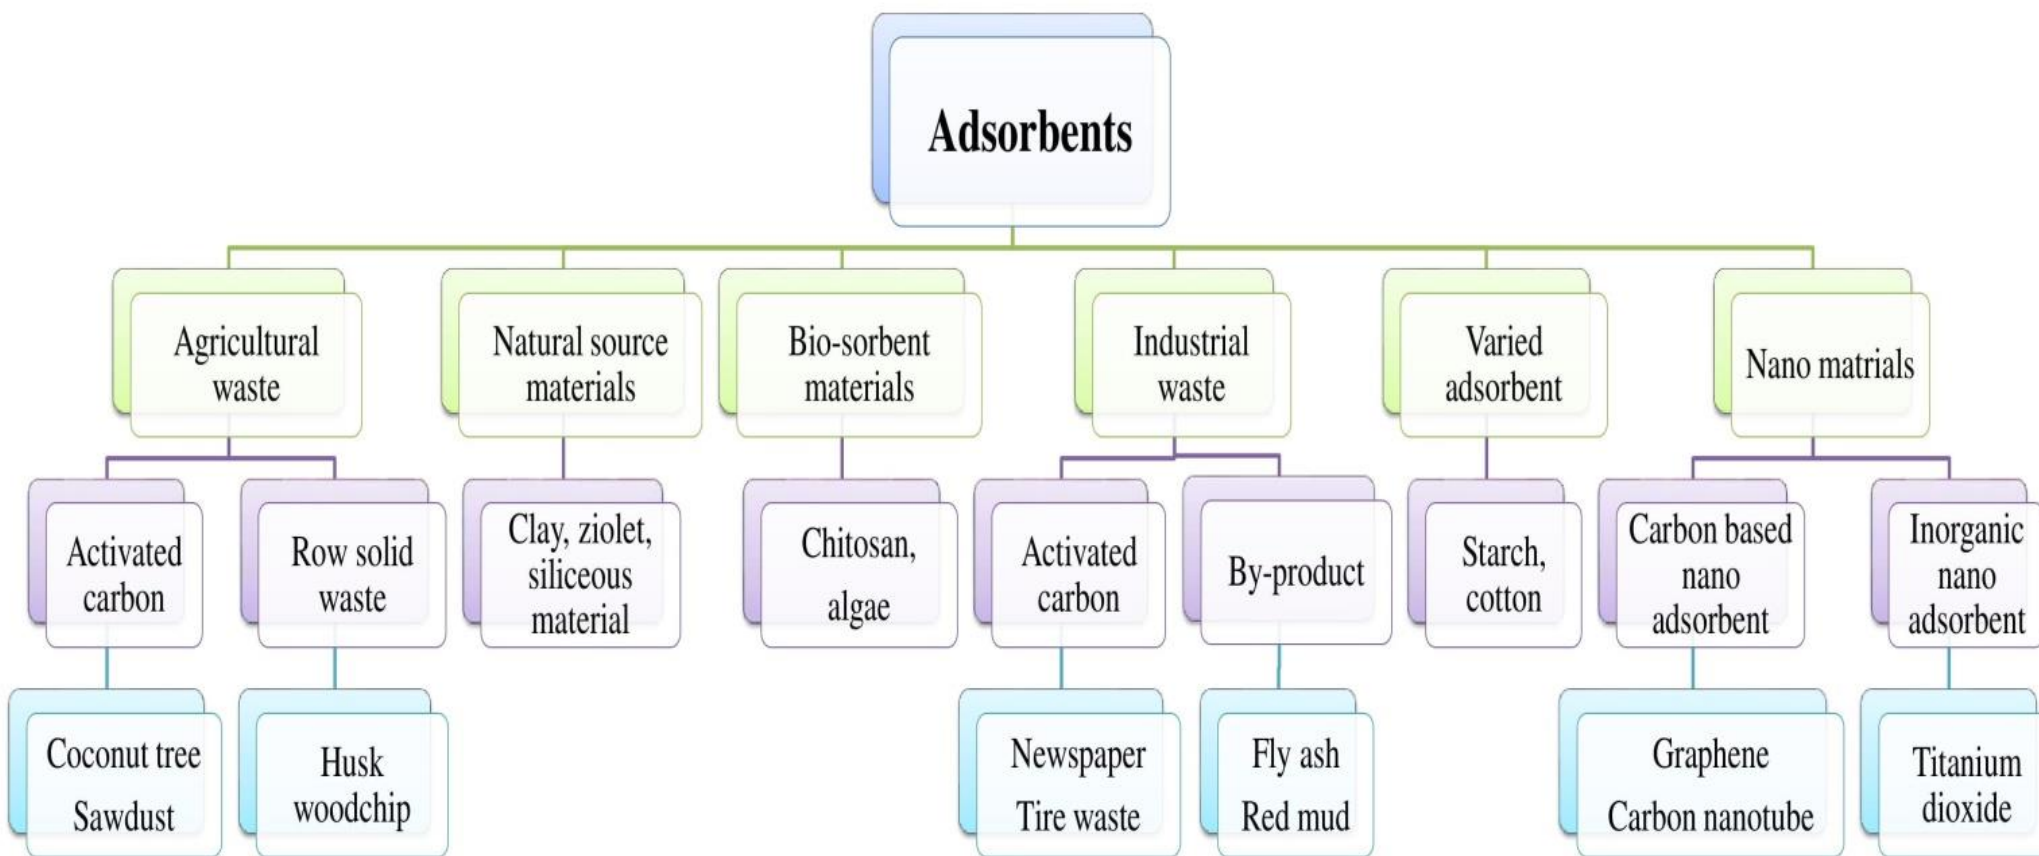 Adsorbents
Agricultural
waste
Natural source
materials
Bio-sorbent
materials
Industrial
waste
Varied
adsorbent
Nano matrials
Activated
carbon
Row solid
waste
Clay, ziolet,
siliceous
material
Chitosan,
algae
Activated
carbon
By-product
Starch,
cotton
Carbon based
nano
adsorbent
Inorganic
nano
adsorbent
Coconut tree
Sawdust
Husk
woodchip
Newspaper
Tire waste
Fly ash
Red mud
Graphene
Carbon nanotube
Titanium
dioxide